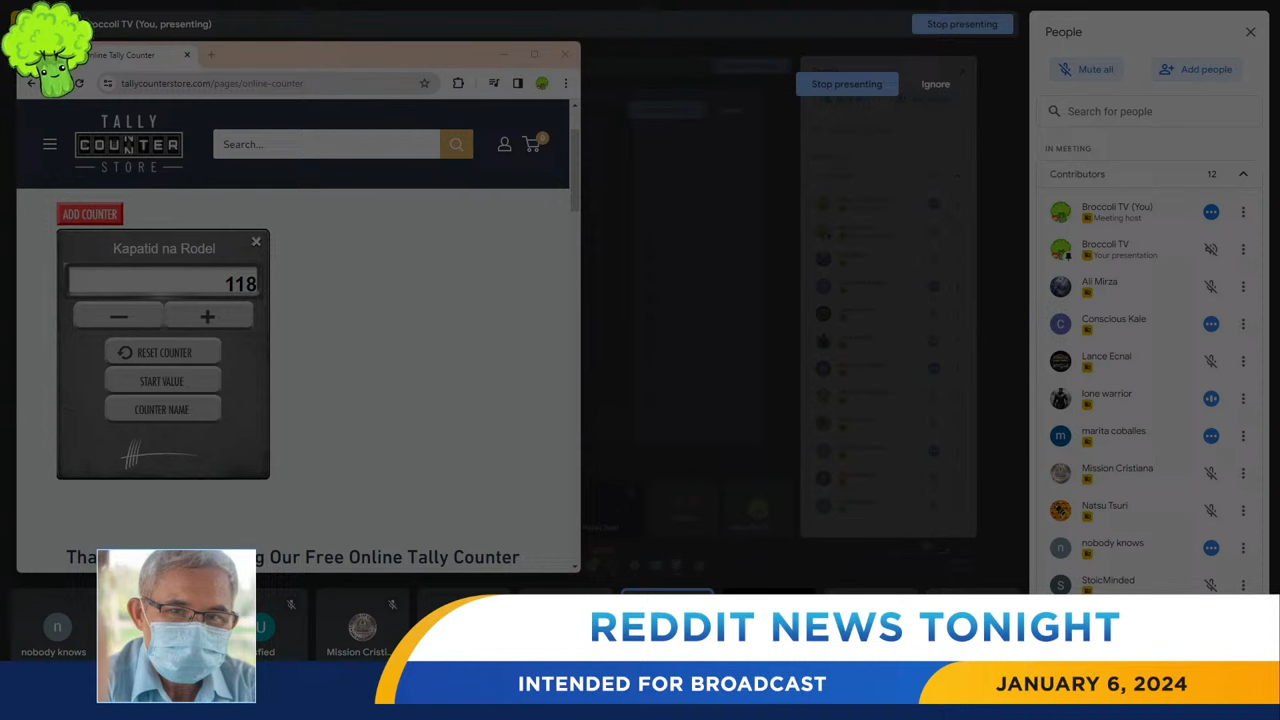 Broccoli TV (You, presenting)
Stop presenting
Online Tally Counter
tallycounterstore.com/pages/online-counter
TALLY
COUNTER
STORE
Search...
0
ADD COUNTER
Kapatid na Rodel
118
RESET COUNTER
START VALUE
COUNTER NAME
Stop presenting
Ignore
People
Mute all
Add people
Search for people
IN MEETING
Contributors
12
Broccoli TV (You)
Meeting host
Broccoli TV
Your presentation
Ali Mirza
Conscious Kale
Lance Ecnal
lone warrior
marita coballes
Mission Cristiana
Natsu Tsuri
nobody knows
StoicMinded
g Our Free Online Tally Counter
nobody knows
Mission Cristi...
REDDIT NEWS TONIGHT
INTENDED FOR BROADCAST
JANUARY 6, 2024